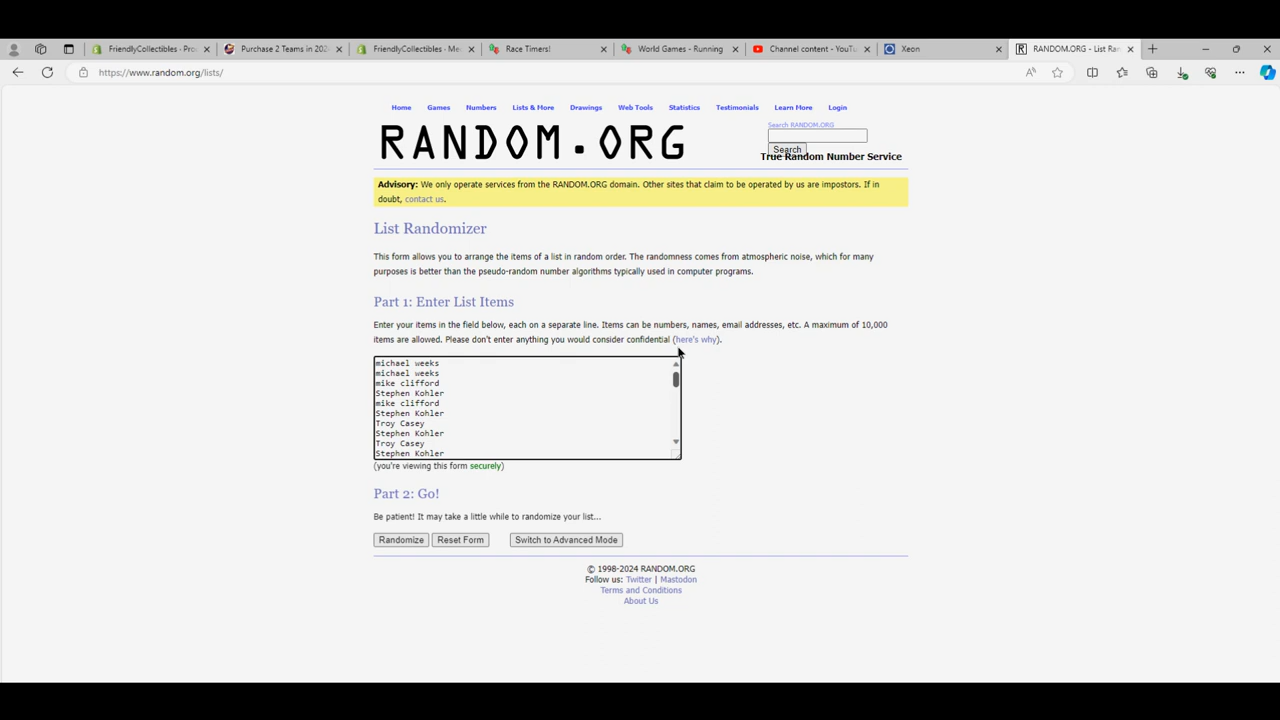 FriendlyCollectibles - Pro
Purchase 2 Teams in 202
FriendlyCollectibles - Me
Race Timers!
World Games - Running
Channel content - YouTu
Xeon
RANDOM.ORG - List Ran
https://www.random.org/lists/
Home Games Numbers Lists & More Drawings Web Tools Statistics Testimonials Learn More Login
RANDOM.ORG
Search RANDOM.ORG
Search
True Random Number Service
Advisory: We only operate services from the RANDOM.ORG domain. Other sites that claim to be operated by us are impostors. If in
doubt, contact us.
List Randomizer
This form allows you to arrange the items of a list in random order. The randomness comes from atmospheric noise, which for many
purposes is better than the pseudo-random number algorithms typically used in computer programs.
Part 1: Enter List Items
Enter your items in the field below, each on a separate line. Items can be numbers, names, email addresses, etc. A maximum of 10,000
items are allowed. Please don't enter anything you would consider confidential (here's why).
michael weeks
michael weeks
mike clifford
Stephen Kohler
mike clifford
Stephen Kohler
Troy Casey
Stephen Kohler
Troy Casey
Stephen Kohler
(you're viewing this form securely)
Part 2: Go!
Be patient! It may take a little while to randomize your list...
Randomize Reset Form Switch to Advanced Mode
© 1998-2024 RANDOM.ORG
Follow us: Twitter | Mastodon
Terms and Conditions
About Us